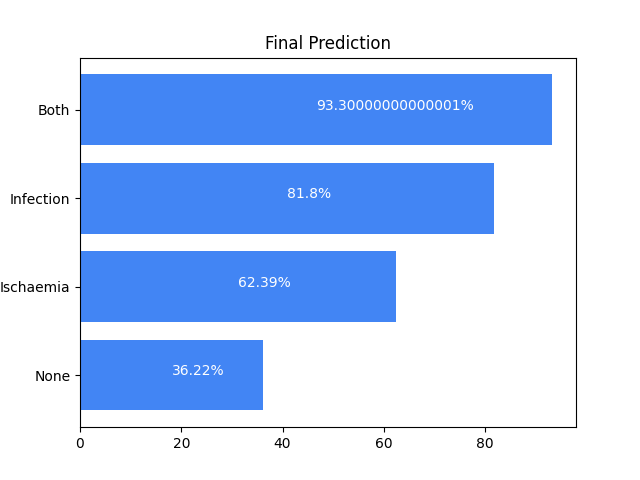 Final Prediction
Both
93.30000000000001%
Infection
81.8%
Ischaemia
62.39%
None
36.22%
0 20 40 60 80